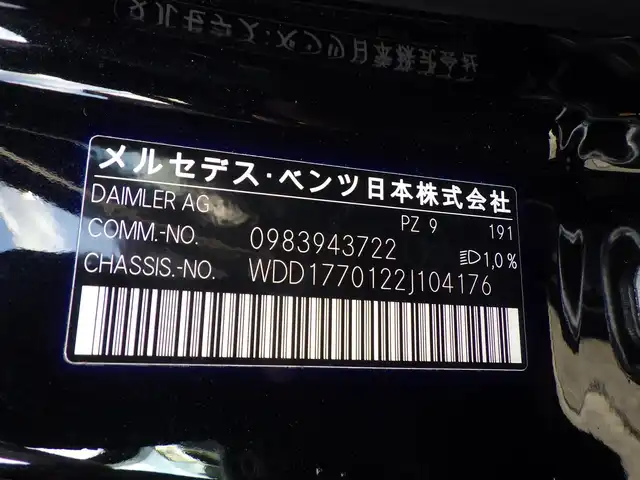 メルセデス・ベンツ日本株式会社
DAIMLER AG PZ 9 191
COMM.-NO. 0983943722 1,0%
CHASSIS.-NO. WDD1770122J104176